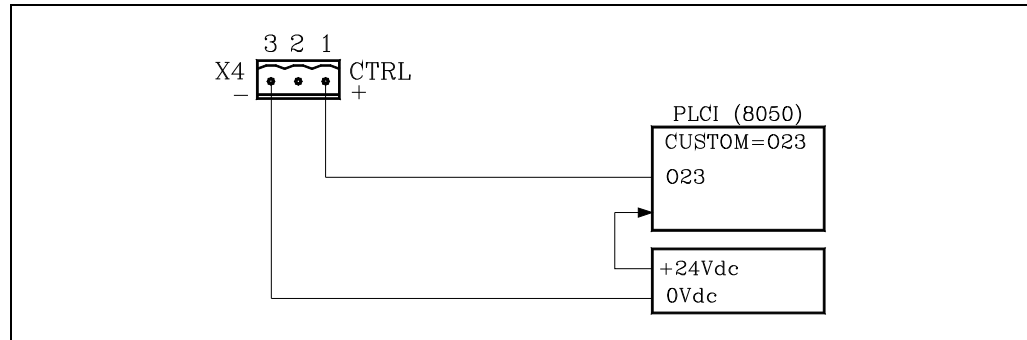 3 2 1
X4 CTRL
– +
PLCI (8050)
CUSTOM=O23
O23
+24Vdc
0Vdc